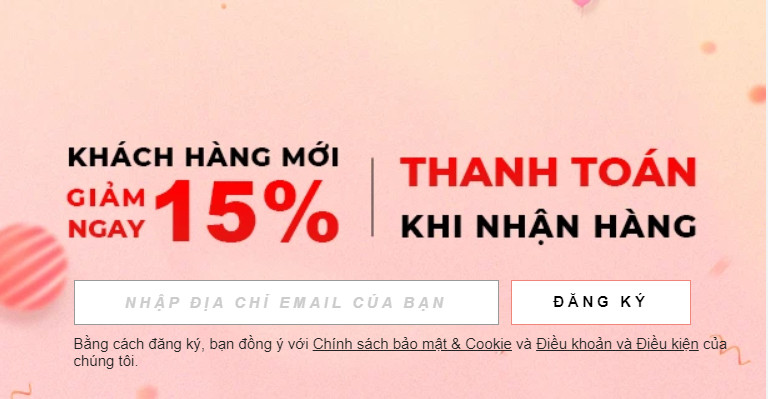 KHÁCH HÀNG MỚI
GIẢM NGAY 15%
THANH TOÁN
KHI NHẬN HÀNG
NHẬP ĐỊA CHỈ EMAIL CỦA BẠN
ĐĂNG KÝ
Bằng cách đăng ký, bạn đồng ý với Chính sách bảo mật & Cookie và Điều khoản và Điều kiện của
chúng tôi.